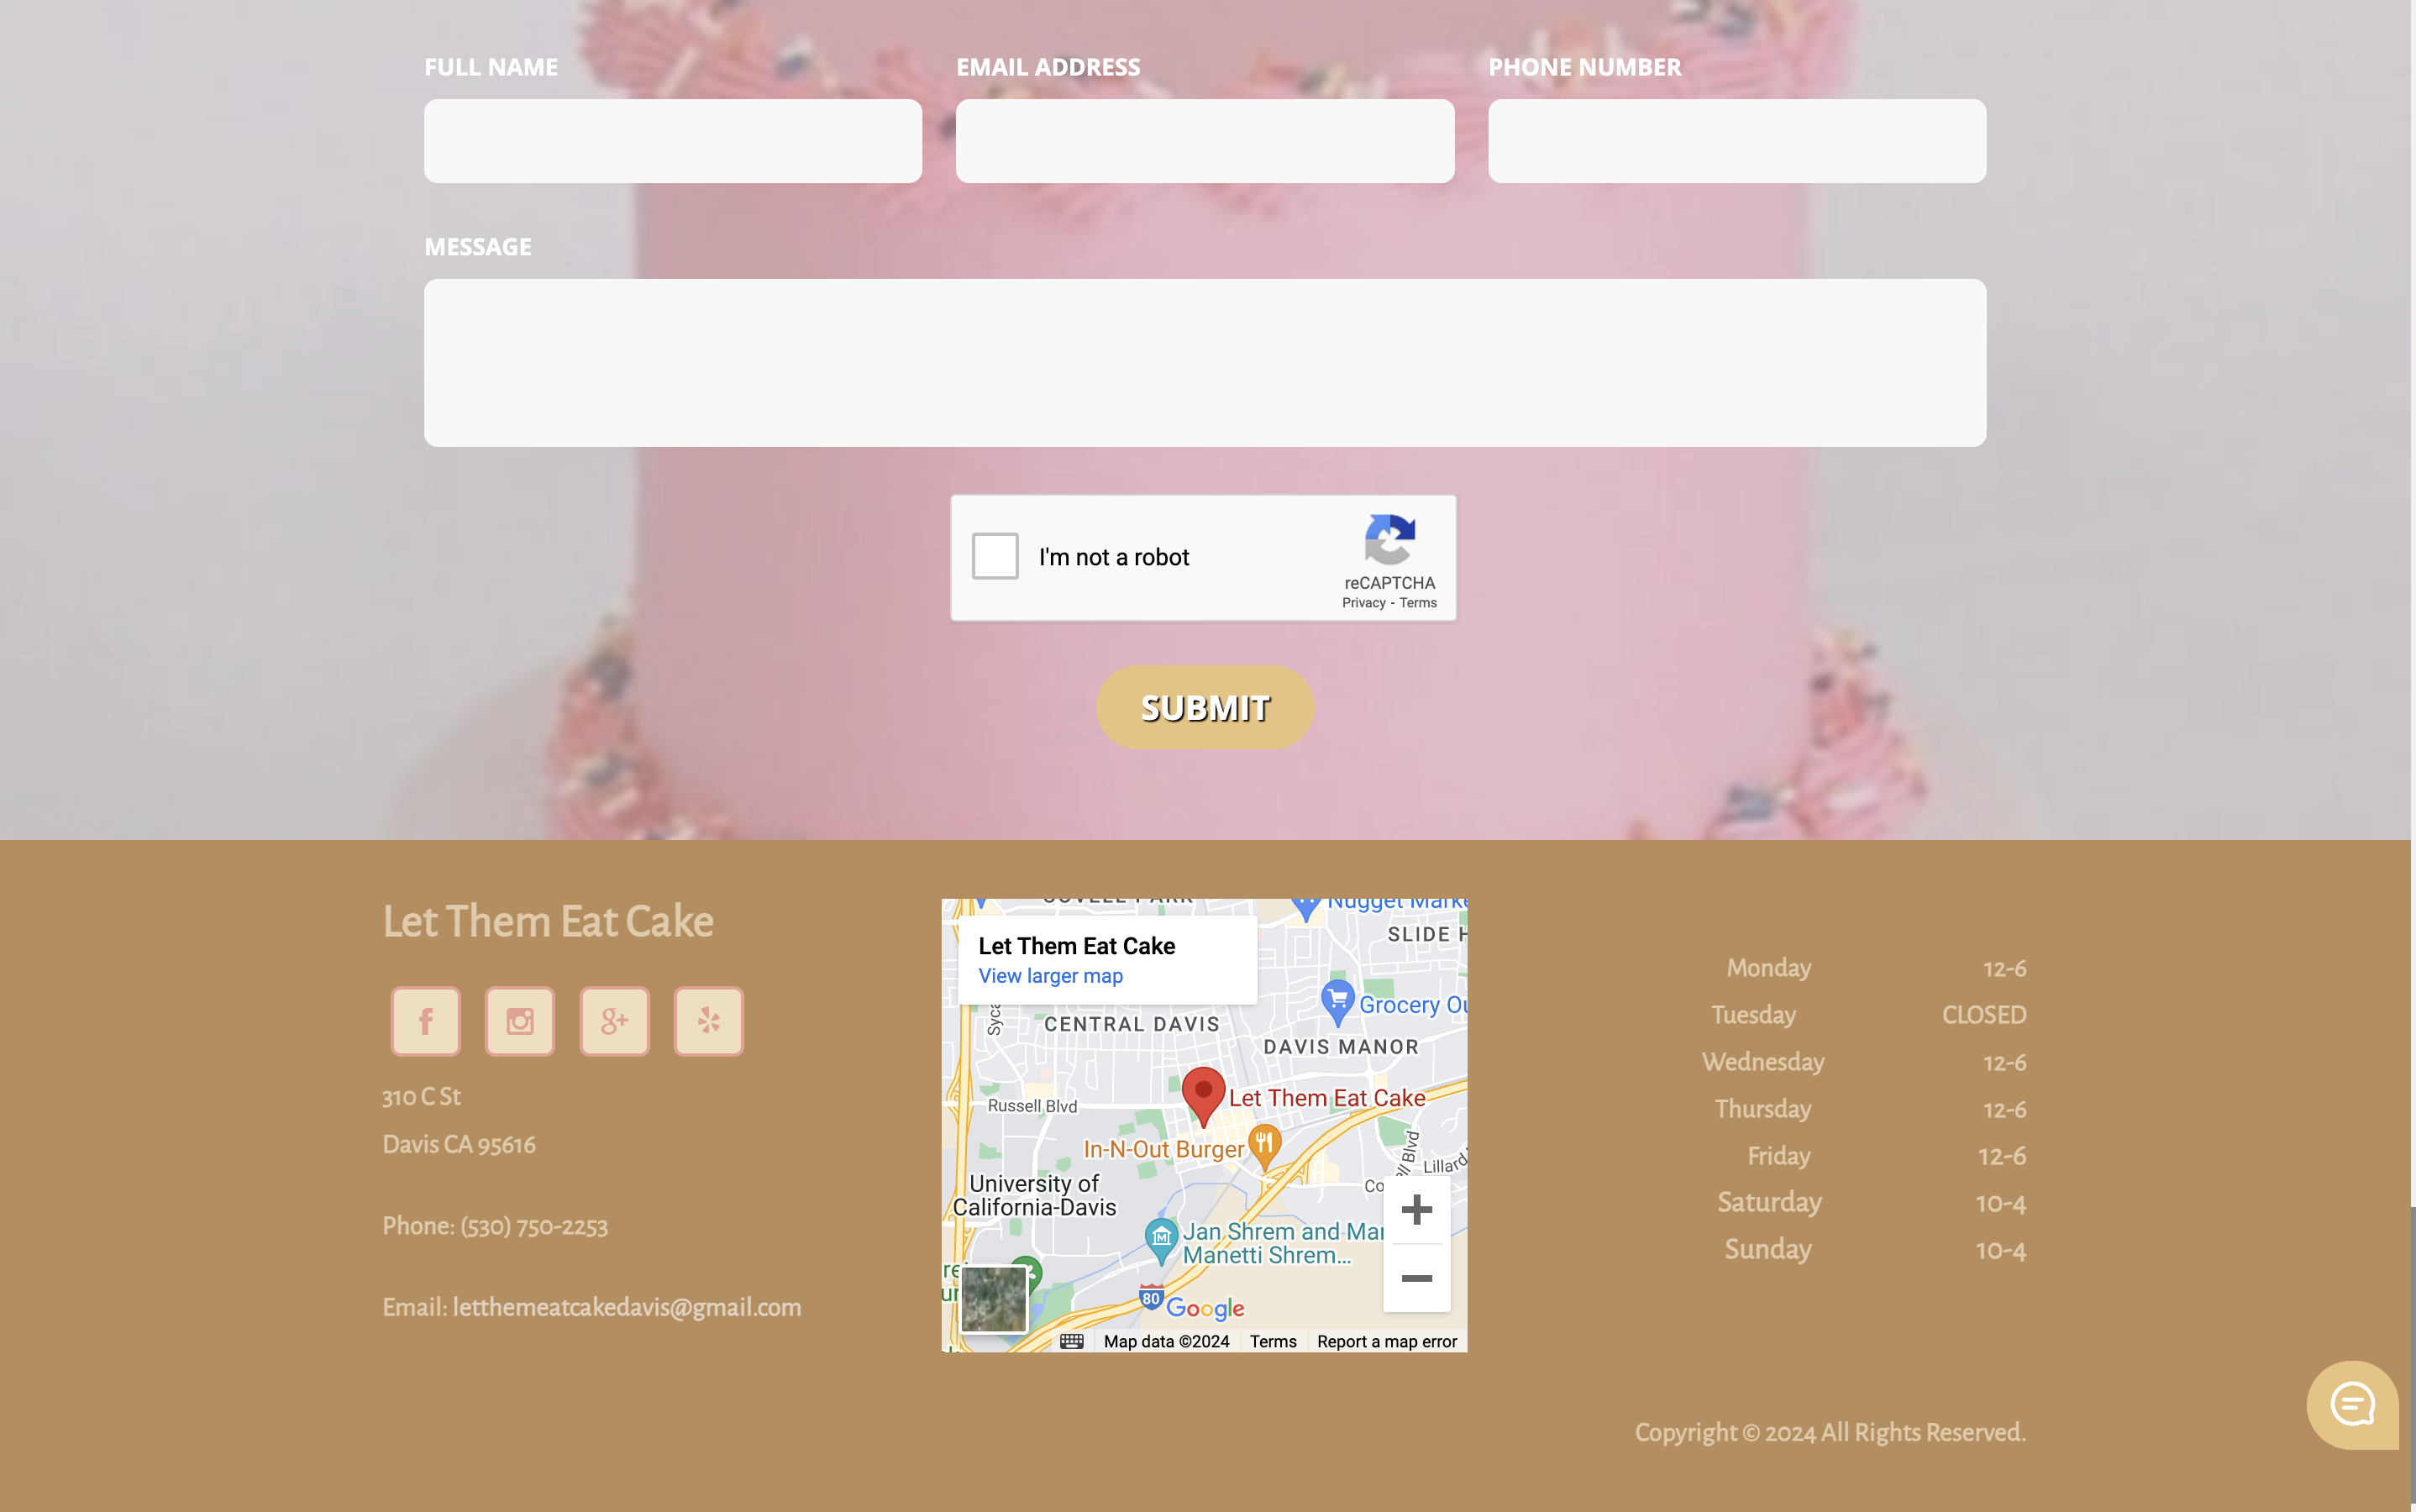 FULL NAME
EMAIL ADDRESS
PHONE NUMBER
MESSAGE
I'm not a robot
reCAPTCHA
Privacy - Terms
SUBMIT
Let Them Eat Cake
f
g+
310 C St
Davis CA 95616
Phone: (530) 750-2253
Email: letthemeatcakedavis@gmail.com
Let Them Eat Cake
View larger map
SLIDE H
CENTRAL DAVIS
Grocery Ou
DAVIS MANOR
Russell Blvd
Let Them Eat Cake
In-N-Out Burger
University of
California-Davis
Jan Shrem and Mar
Manetti Shrem...
80
Google
Map data ©2024
Terms
Report a map error
Monday 12-6
Tuesday CLOSED
Wednesday 12-6
Thursday 12-6
Friday 12-6
Saturday 10-4
Sunday 10-4
Copyright © 2024 All Rights Reserved.